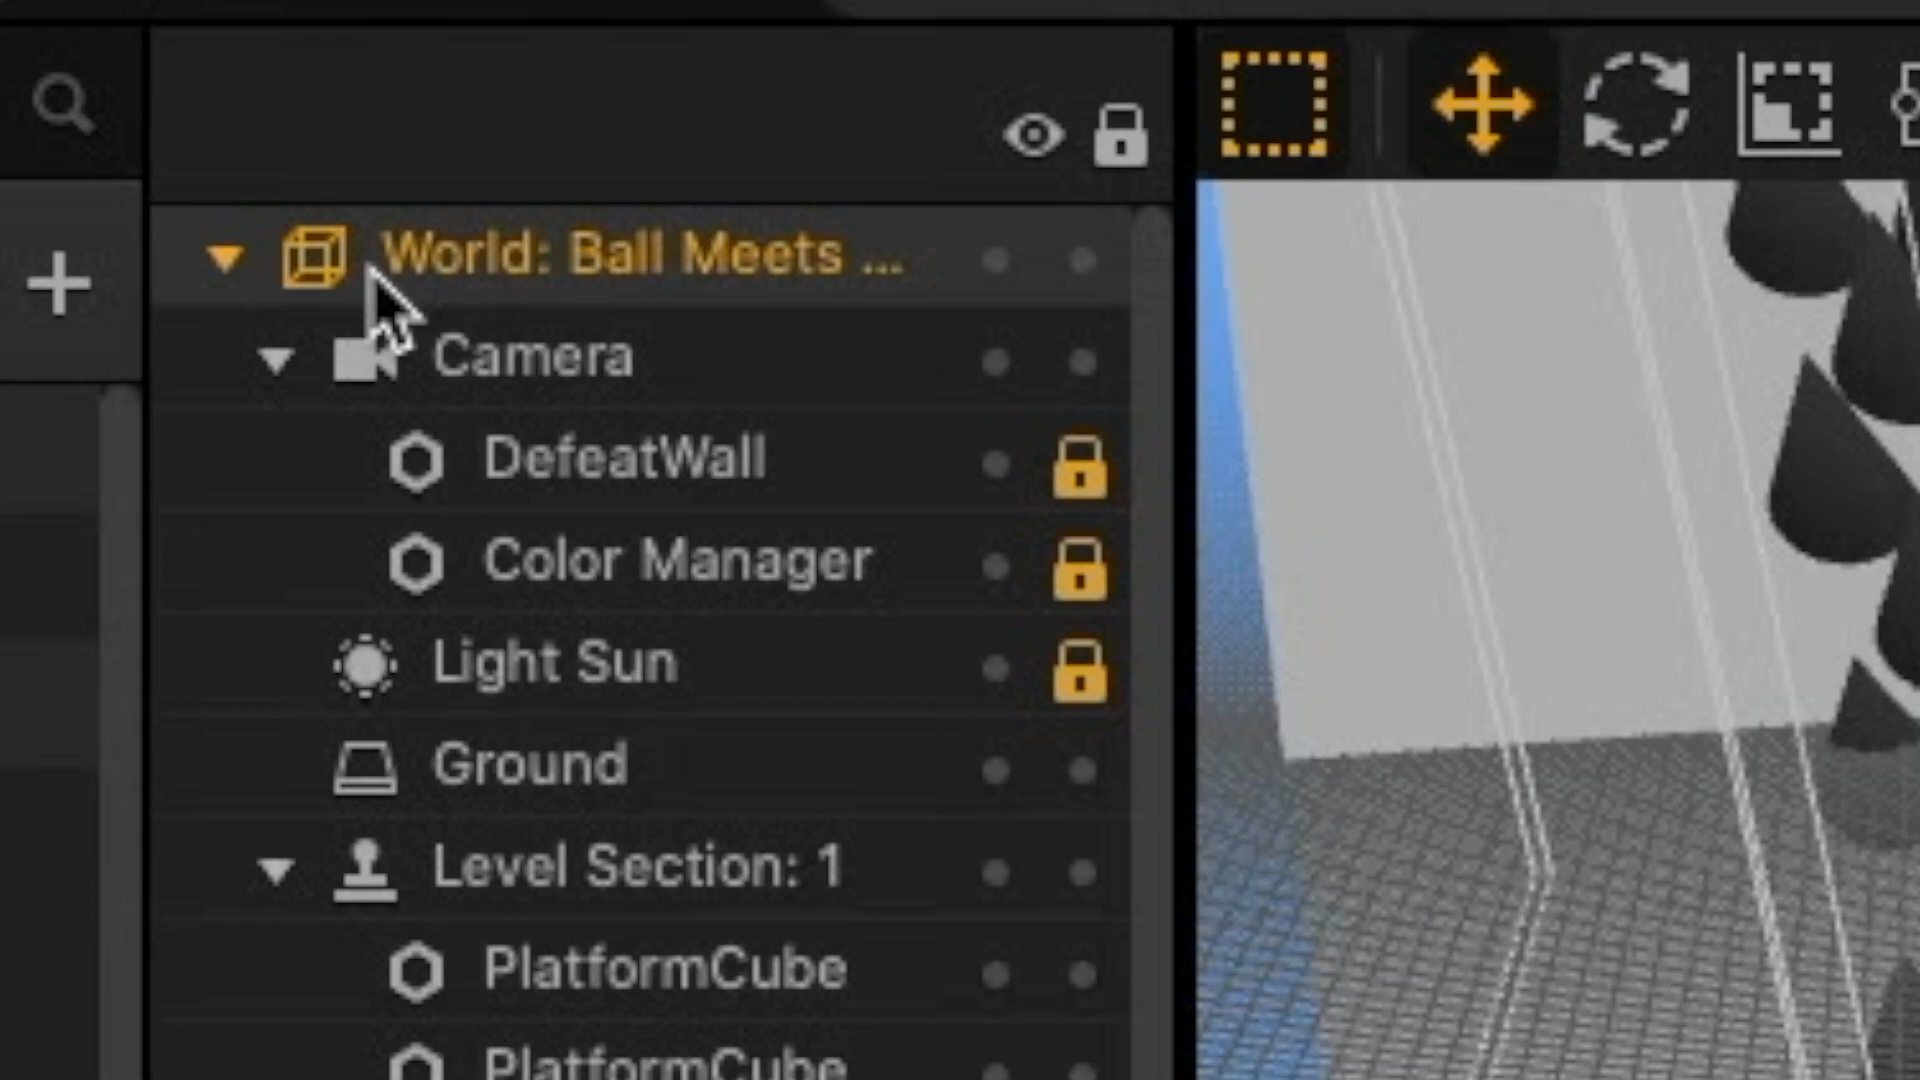 World: Ball Meets ...
Camera
DefeatWall
Color Manager
Light Sun
Ground
Level Section: 1
PlatformCube
PlatformCube